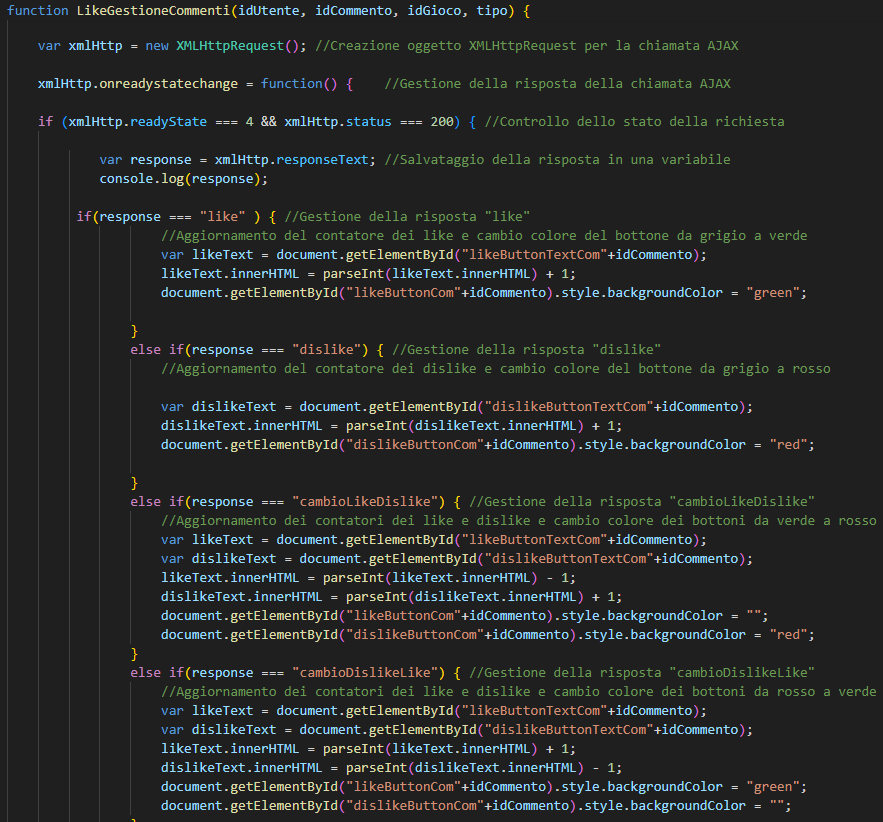 function LikeGestioneCommenti(idUtente, idCommento, idGioco, tipo) {
var xmlHttp = new XMLHttpRequest(); //Creazione oggetto XMLHttpRequest per la chiamata AJAX
xmlHttp.onreadystatechange = function() { //Gestione della risposta della chiamata AJAX
if (xmlHttp.readyState === 4 && xmlHttp.status === 200) { //Controllo dello stato della richiesta
var response = xmlHttp.responseText; //Salvataggio della risposta in una variabile
console.log(response);
if(response === "like" ) { //Gestione della risposta "like"
//Aggiornamento del contatore dei like e cambio colore del bottone da grigio a verde
var likeText = document.getElementById("likeButtonTextCom"+idCommento);
likeText.innerHTML = parseInt(likeText.innerHTML) + 1;
document.getElementById("likeButtonCom"+idCommento).style.backgroundColor = "green";
}
else if(response === "dislike") { //Gestione della risposta "dislike"
//Aggiornamento del contatore dei dislike e cambio colore del bottone da grigio a rosso
var dislikeText = document.getElementById("dislikeButtonTextCom"+idCommento);
dislikeText.innerHTML = parseInt(dislikeText.innerHTML) + 1;
document.getElementById("dislikeButtonCom"+idCommento).style.backgroundColor = "red";
}
else if(response === "cambioLikeDislike") { //Gestione della risposta "cambioLikeDislike"
//Aggiornamento dei contatori dei like e dislike e cambio colore dei bottoni da verde a rosso
var likeText = document.getElementById("likeButtonTextCom"+idCommento);
var dislikeText = document.getElementById("dislikeButtonTextCom"+idCommento);
likeText.innerHTML = parseInt(likeText.innerHTML) - 1;
dislikeText.innerHTML = parseInt(dislikeText.innerHTML) + 1;
document.getElementById("likeButtonCom"+idCommento).style.backgroundColor = "";
document.getElementById("dislikeButtonCom"+idCommento).style.backgroundColor = "red";
}
else if(response === "cambioDislikeLike") { //Gestione della risposta "cambioDislikeLike"
//Aggiornamento dei contatori dei like e dislike e cambio colore dei bottoni da rosso a verde
var likeText = document.getElementById("likeButtonTextCom"+idCommento);
var dislikeText = document.getElementById("dislikeButtonTextCom"+idCommento);
likeText.innerHTML = parseInt(likeText.innerHTML) + 1;
dislikeText.innerHTML = parseInt(dislikeText.innerHTML) - 1;
document.getElementById("likeButtonCom"+idCommento).style.backgroundColor = "green";
document.getElementById("dislikeButtonCom"+idCommento).style.backgroundColor = "";